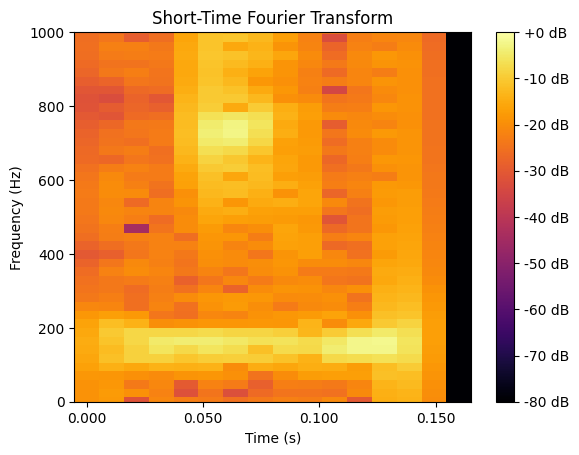 Short-Time Fourier Transform
1000
800
600
400
200
0
Frequency (Hz)
0.000
0.050
0.100
0.150
Time (s)
+0 dB
-10 dB
-20 dB
-30 dB
-40 dB
-50 dB
-60 dB
-70 dB
-80 dB